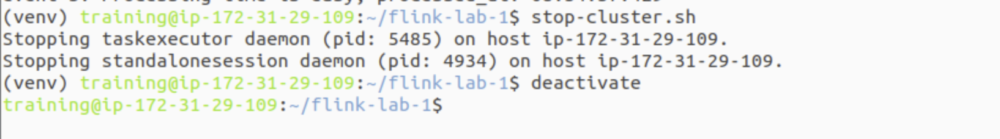 (venv) training@ip-172-31-29-109:~/flink-lab-1$ stop-cluster.sh
Stopping taskexecutor daemon (pid: 5485) on host ip-172-31-29-109.
Stopping standalonesession daemon (pid: 4934) on host ip-172-31-29-109.
(venv) training@ip-172-31-29-109:~/flink-lab-1$ deactivate
training@ip-172-31-29-109:~/flink-lab-1$